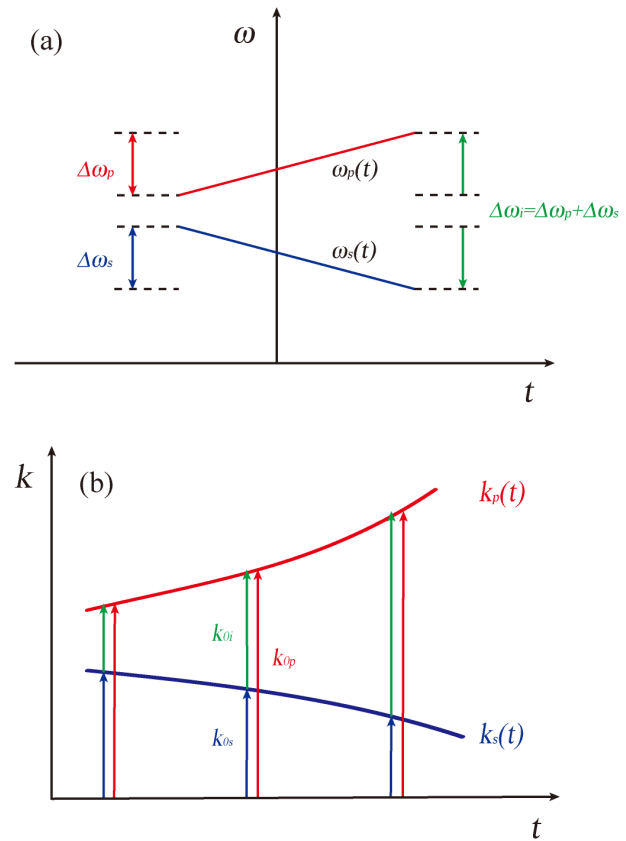 (a)
ω
Δωₚ
ωₚ(t)
Δωᵢ=Δωₚ+Δωₛ
Δωₛ
ωₛ(t)
t
k
(b)
kₚ(t)
k₀ᵢ
k₀ₚ
k₀ₛ
kₛ(t)
t